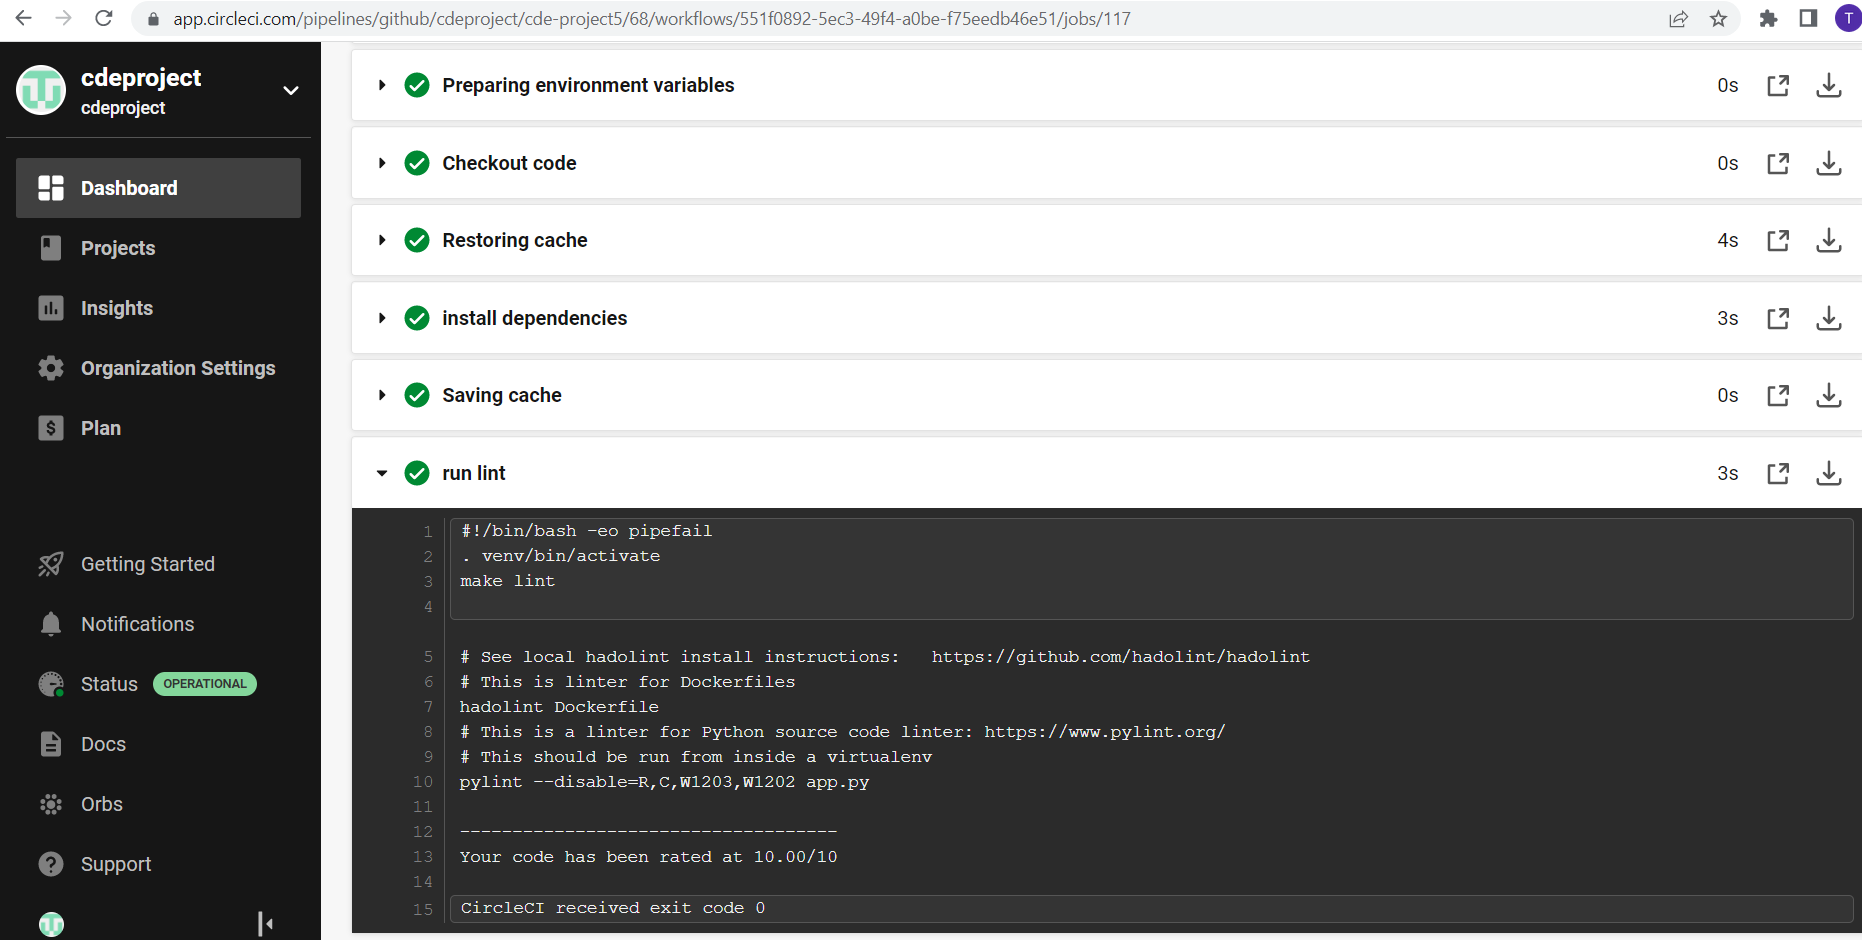 app.circleci.com/pipelines/github/cdeproject/cde-project5/68/workflows/551f0892-5ec3-49f4-a0be-f75eedb46e51/jobs/117
T
cdeproject
cdeproject
Dashboard
Projects
Insights
Organization Settings
Plan
Getting Started
Notifications
Status OPERATIONAL
Docs
Orbs
Support
Preparing environment variables 0s
Checkout code 0s
Restoring cache 4s
install dependencies 3s
Saving cache 0s
run lint 3s
1 #!/bin/bash -eo pipefail
2 . venv/bin/activate
3 make lint
4
5 # See local hadolint install instructions:   https://github.com/hadolint/hadolint
6 # This is linter for Dockerfiles
7 hadolint Dockerfile
8 # This is a linter for Python source code linter: https://www.pylint.org/
9 # This should be run from inside a virtualenv
10 pylint --disable=R,C,W1203,W1202 app.py
11
12 ------------------------------------
13 Your code has been rated at 10.00/10
14
15 CircleCI received exit code 0